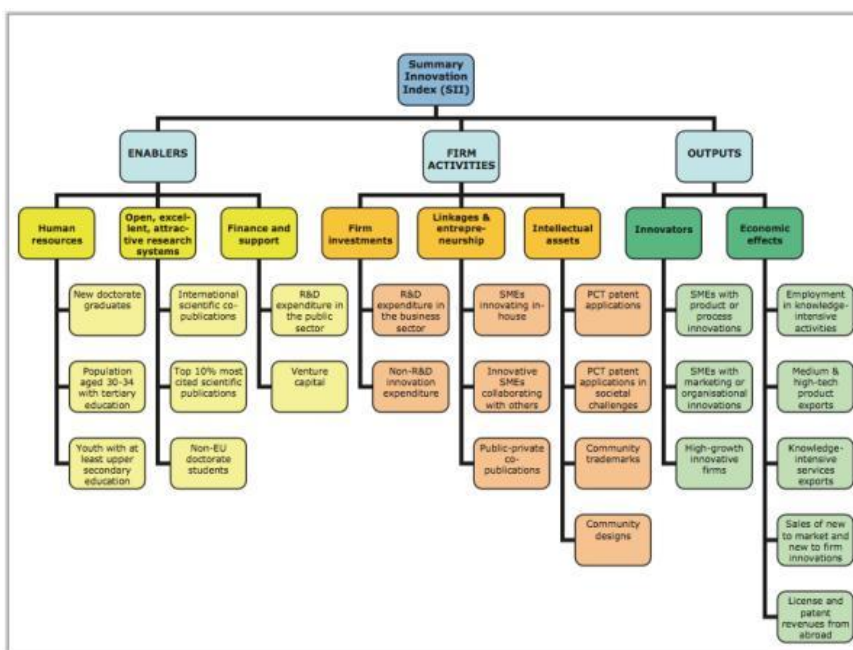 Summary
Innovation
Index (SII)
ENABLERS
FIRM
ACTIVITIES
OUTPUTS
Human
resources
Open, excel-
lent, attrac-
tive research
systems
Finance and
support
Firm
investments
Linkages &
entrepre-
neurship
Intellectual
assets
Innovators
Economic
effects
New doctorate
graduates
International
scientific co-
publications
R&D
expenditure in
the public
sector
R&D
expenditure in
the business
sector
SMEs
innovating in-
house
PCT patent
applications
SMEs with
product or
process
innovations
Employment in
knowledge-
intensive
activities
Population
aged 30-34
with tertiary
education
Top 10% most
cited scientific
publications
Venture
capital
Non-R&D
innovation
expenditure
Innovative
SMEs
collaborating
with others
PCT patent
applications in
societal
challenges
SMEs with
marketing or
organisational
innovations
Medium &
high-tech
product
exports
Youth with at
least upper
secondary
education
Non-EU
doctorate
students
Public-private
co-
publications
Community
trademarks
High-growth
innovative
firms
Knowledge-
intensive
services
exports
Community
designs
Sales of new
to market and
new to firm
innovations
License and
patent
revenues from
abroad